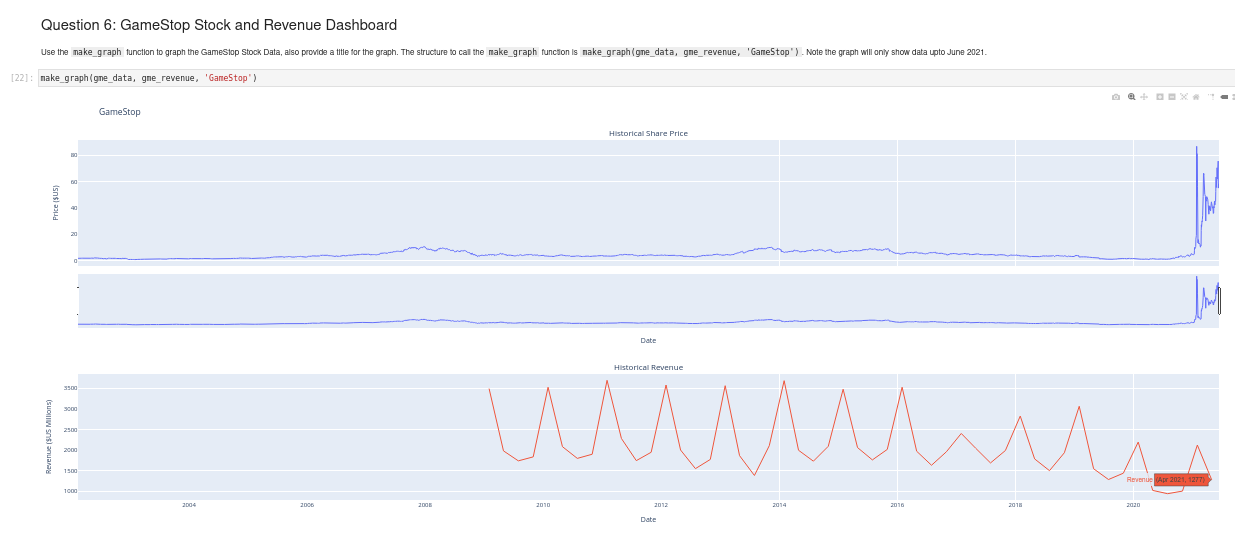 Question 6: GameStop Stock and Revenue Dashboard
Use the make_graph function to graph the GameStop Stock Data, also provide a title for the graph. The structure to call the make_graph function is make_graph(gme_data, gme_revenue, 'GameStop'). Note the graph will only show data upto June 2021.
[22]: make_graph(gme_data, gme_revenue, 'GameStop')
GameStop
Historical Share Price
80
60
40
20
0
Price ($US)
Date
Historical Revenue
3500
3000
2500
2000
1500
1000
Revenue ($US Millions)
Revenue (Apr 2021, 1277)
2004 2006 2008 2010 2012 2014 2016 2018 2020
Date